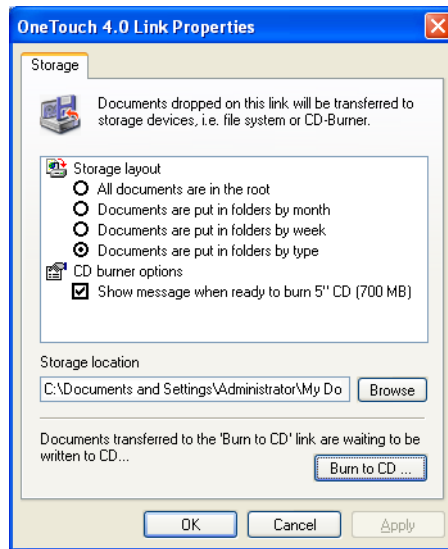 OneTouch 4.0 Link Properties
Storage
Documents dropped on this link will be transferred to
storage devices, i.e. file system or CD-Burner.
Storage layout
All documents are in the root
Documents are put in folders by month
Documents are put in folders by week
Documents are put in folders by type
CD burner options
Show message when ready to burn 5" CD (700 MB)
Storage location
C:\Documents and Settings\Administrator\My Do
Browse
Documents transferred to the 'Burn to CD' link are waiting to be
written to CD...
Burn to CD ...
OK
Cancel
Apply